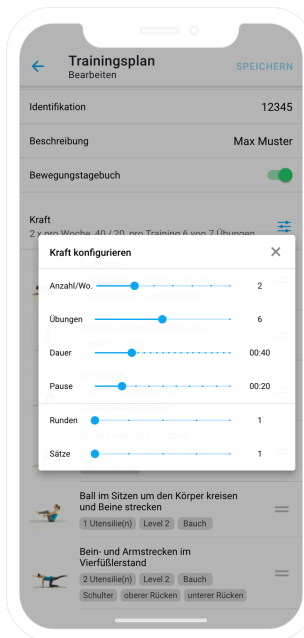 Trainingsplan
Bearbeiten
SPEICHERN
Identifikation 12345
Beschreibung Max Muster
Bewegungstagebuch
Kraft
2 x pro Woche, 40 / 20, pro Training 6 von 7 Übungen
Kraft konfigurieren
Anzahl/Wo. 2
Übungen 6
Dauer 00:40
Pause 00:20
Runden 1
Sätze 1
Ball im Sitzen um den Körper kreisen
und Beine strecken
1 Utensilie(n) Level 2 Bauch
Bein- und Armstrecken im
Vierfüßlerstand
2 Utensilie(n) Level 2 Bauch
Schulter oberer Rücken unterer Rücken